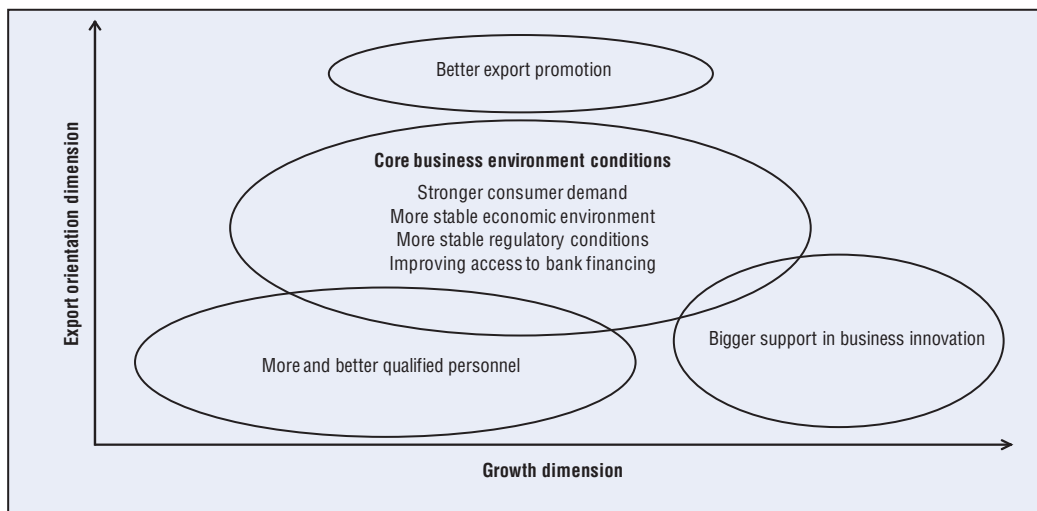 Better export promotion
Core business environment conditions
Stronger consumer demand
More stable economic environment
More stable regulatory conditions
Improving access to bank financing
More and better qualified personnel
Bigger support in business innovation
Export orientation dimension
Growth dimension